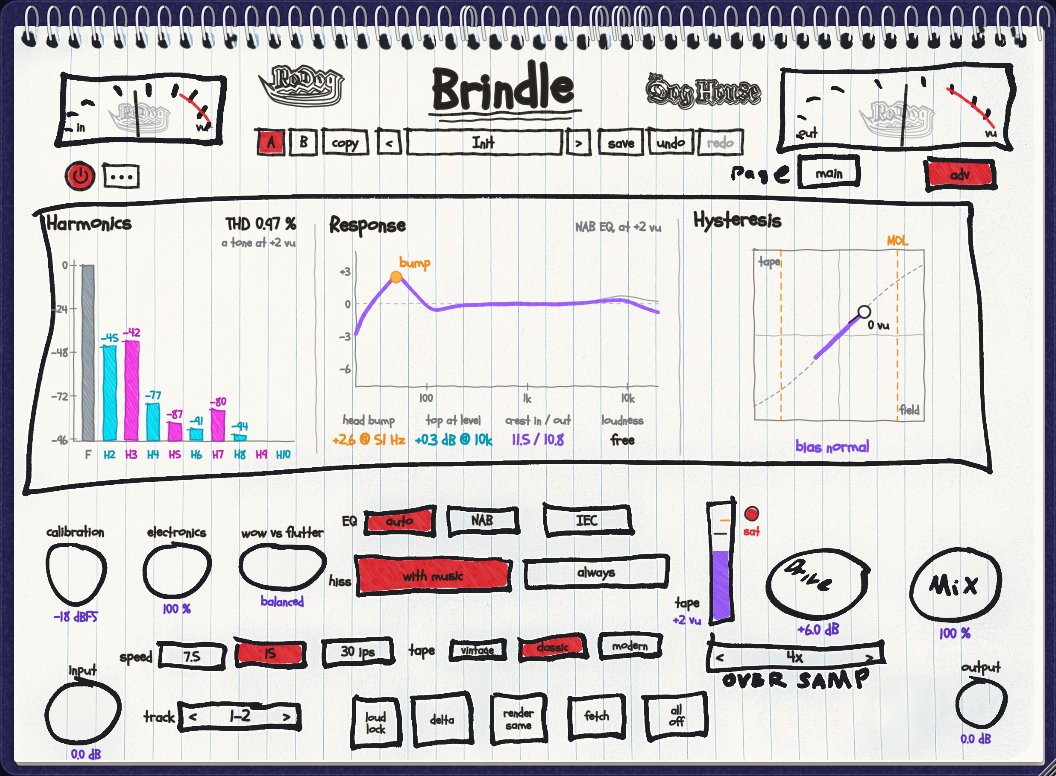 in
RoDog
vu
RoDog
Brindle
The Dog House
out
RoDog
vu
A B copy < Init > save undo redo
page main adv
Harmonics THD 0.97 %
a tone at +2 vu
0
-24
-48
-72
-96
-45
-42
-77
-87
-91
-80
-94
F H2 H3 H4 H5 H6 H7 H8 H9 H10
Response NAB EQ, at +2 vu
bump
+3
0
-3
-6
100 1k 10k
head bump top at level crest in / out loudness
+2.6 @ 51 Hz +0.3 dB @ 10k 11.5 / 10.8 free
Hysteresis
MOL
tape
0 vu
field
bias normal
calibration electronics wow vs flutter
-18 dBFS 100 % balanced
EQ auto NAB IEC
hiss with music always
sat
tape
+2 vu
Drive
+6.0 dB
MiX
100 %
speed 7.5 15 30 ips tape vintage classic modern
< 4x >
OVER SAMP
input
0.0 dB
track < 1-2 >
loud lock
delta
render same
fetch
all off
output
0.0 dB